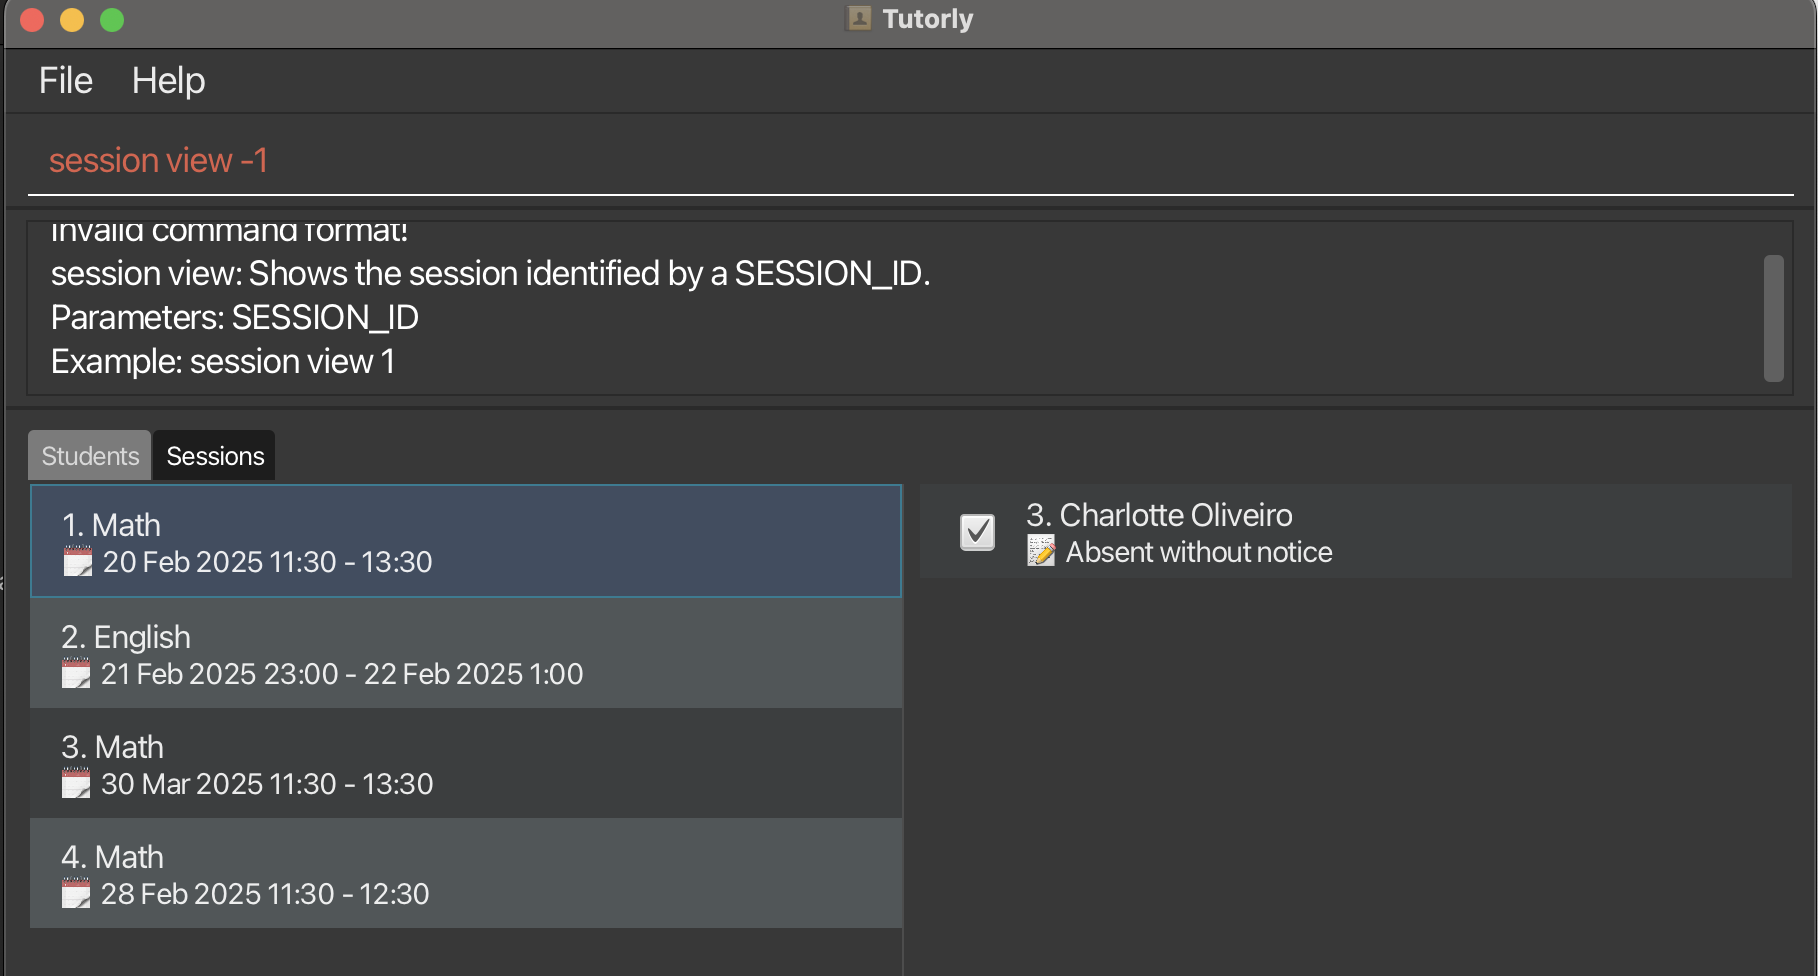 Tutorly
File Help
session view -1
Invalid command format!
session view: Shows the session identified by a SESSION_ID.
Parameters: SESSION_ID
Example: session view 1
Students Sessions
1. Math
20 Feb 2025 11:30 - 13:30
2. English
21 Feb 2025 23:00 - 22 Feb 2025 1:00
3. Math
30 Mar 2025 11:30 - 13:30
4. Math
28 Feb 2025 11:30 - 12:30
3. Charlotte Oliveiro
Absent without notice